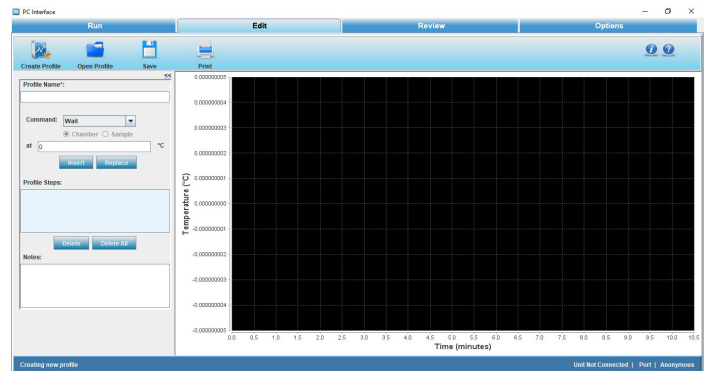 PC Interface
Run Edit Review Options
Create Profile Open Profile Save Print
<<
Profile Name*:
Command: Wait
Chamber Sample
at 0 °C
Insert Replace
Profile Steps:
Delete Delete All
Notes:
Temperature (°C)
0.000000005
0.000000004
0.000000003
0.000000002
0.000000001
0.000000000
-0.000000001
-0.000000002
-0.000000003
-0.000000004
-0.000000005
0.0 0.5 1.0 1.5 2.0 2.5 3.0 3.5 4.0 4.5 5.0 5.5 6.0 6.5 7.0 7.5 8.0 8.5 9.0 9.5 10.0 10.5
Time (minutes)
Creating new profile
Unit Not Connected | Port | Anonymous